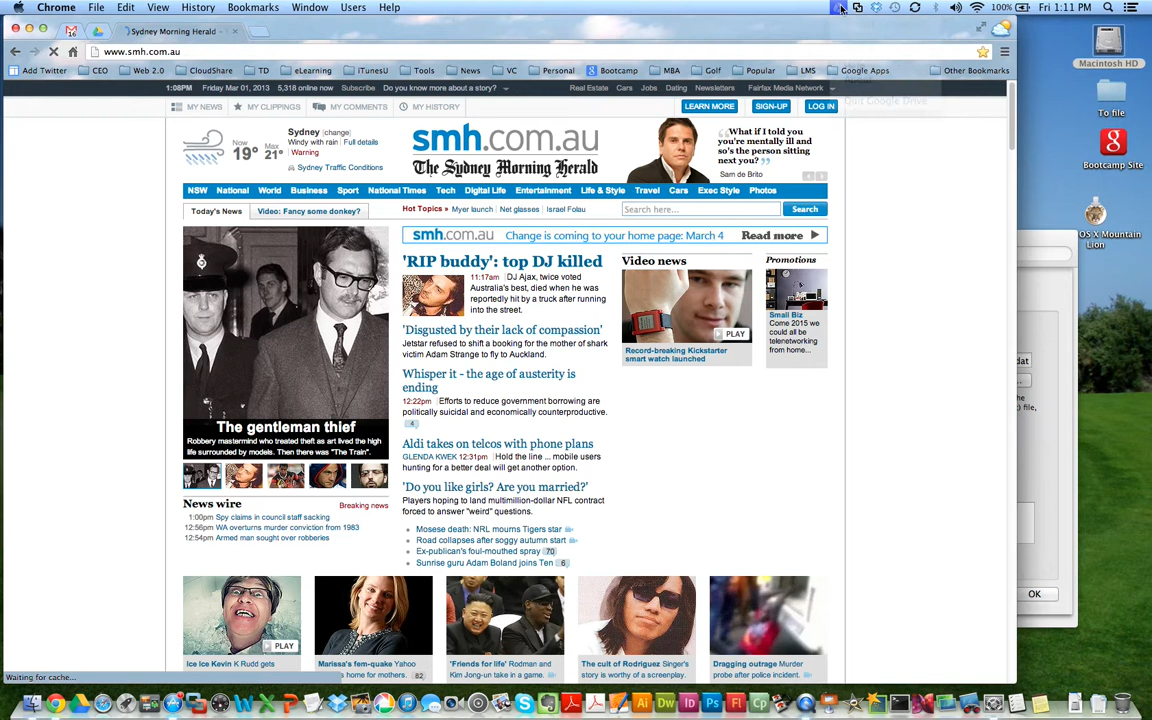 Chrome File Edit View History Bookmarks Window Users Help 100% Fri 1:11 PM
Sydney Morning Herald -
www.smh.com.au
Add Twitter CEO Web 2.0 CloudShare TD eLearning iTunesU Tools News VC Personal Bootcamp MBA Golf Popular LMS Google Apps Other Bookmarks
1:08PM Friday Mar 01, 2013 5,318 online now Subscribe Do you know more about a story? Real Estate Cars Jobs Dating Newsletters Fairfax Media Network
Quit Google Drive
MY NEWS MY CLIPPINGS MY COMMENTS MY HISTORY LEARN MORE SIGN-UP LOG IN
Now 19° Max 21°
Sydney (change)
Windy with rain Full details
Warning
Sydney Traffic Conditions
smh.com.au
The Sydney Morning Herald
"What if I told you you're mentally ill and so's the person sitting next you?"
Sam de Brito
NSW National World Business Sport National Times Tech Digital Life Entertainment Life & Style Travel Cars Exec Style Photos
Today's News Video: Fancy some donkey? Hot Topics » Myer launch Net glasses Israel Folau Search here... Search
smh.com.au Change is coming to your home page: March 4 Read more
The gentleman thief
Robbery mastermind who treated theft as art lived the high
life surrounded by models. Then there was "The Train".
News wire Breaking news
1:00pm Spy claims in council staff sacking
12:56pm WA overturns murder conviction from 1983
12:54pm Armed man sought over robberies
'RIP buddy': top DJ killed
11:17am DJ Ajax, twice voted
Australia's best, died when he was
reportedly hit by a truck after running
into the street.
'Disgusted by their lack of compassion'
Jetstar refused to shift a booking for the mother of shark
victim Adam Strange to fly to Auckland.
Whisper it - the age of austerity is
ending
12:22pm Efforts to reduce government borrowing are
politically suicidal and economically counterproductive.
4
Aldi takes on telcos with phone plans
GLENDA KWEK 12:31pm Hold the line ... mobile users
hunting for a better deal will get another option.
'Do you like girls? Are you married?'
Players hoping to land multimillion-dollar NFL contract
forced to answer "weird" questions.
Mosese death: NRL mourns Tigers star
Road collapses after soggy autumn start
Ex-publican's foul-mouthed spray 70
Sunrise guru Adam Boland joins Ten 6
Video news
PLAY
Record-breaking Kickstarter
smart watch launched
Promotions
Small Biz
Come 2015 we
could all be
telenetworking
from home...
PLAY
Ice Ice Kevin K Rudd gets
Marissa's fem-quake Yahoo
home for mothers. 82
'Friends for life' Rodman and
Kim Jong-un take in a game.
The cult of Rodriguez Singer's
story is worthy of a screenplay.
Dragging outrage Murder
probe after police incident.
Waiting for cache...
Macintosh HD
To file
Bootcamp Site
OS X Mountain
Lion
dat
the
) file,
OK